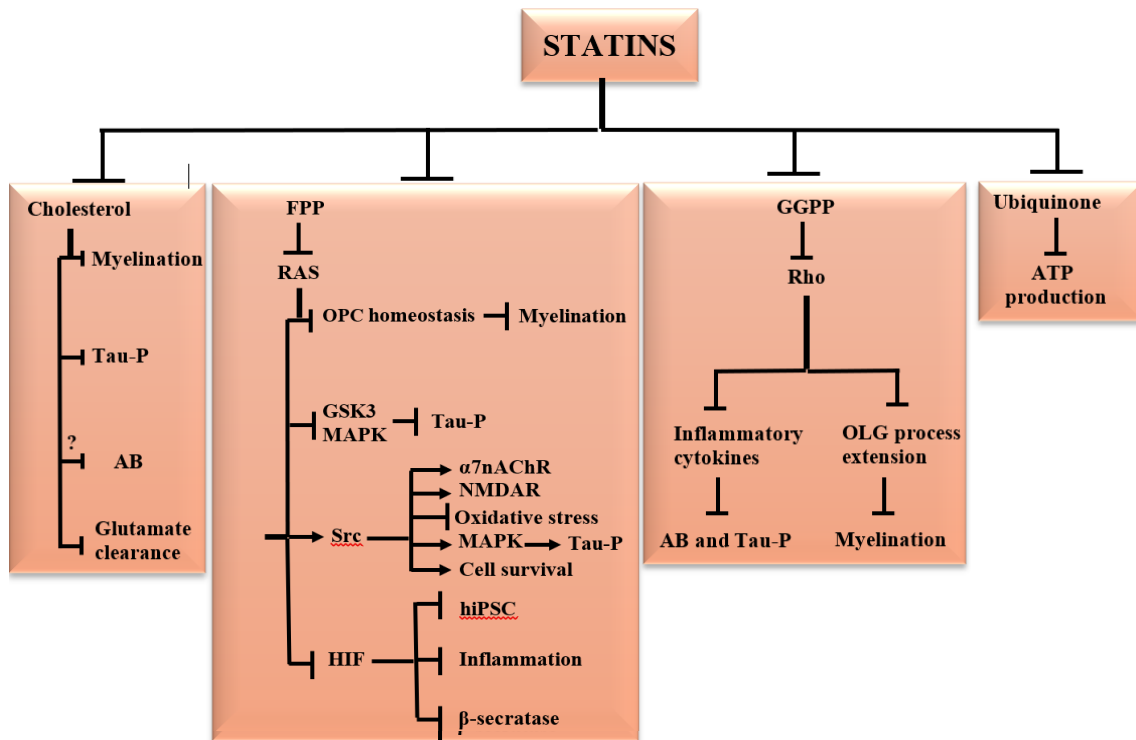 STATINS
Cholesterol
Myelination
Tau-P
?
AB
Glutamate
clearance
FPP
RAS
OPC homeostasis
Myelination
GSK3
MAPK
Tau-P
Src
α7nAChR
NMDAR
Oxidative stress
MAPK
Tau-P
Cell survival
HIF
hiPSC
Inflammation
β-secratase
GGPP
Rho
Inflammatory
cytokines
OLG process
extension
AB and Tau-P
Myelination
Ubiquinone
ATP
production